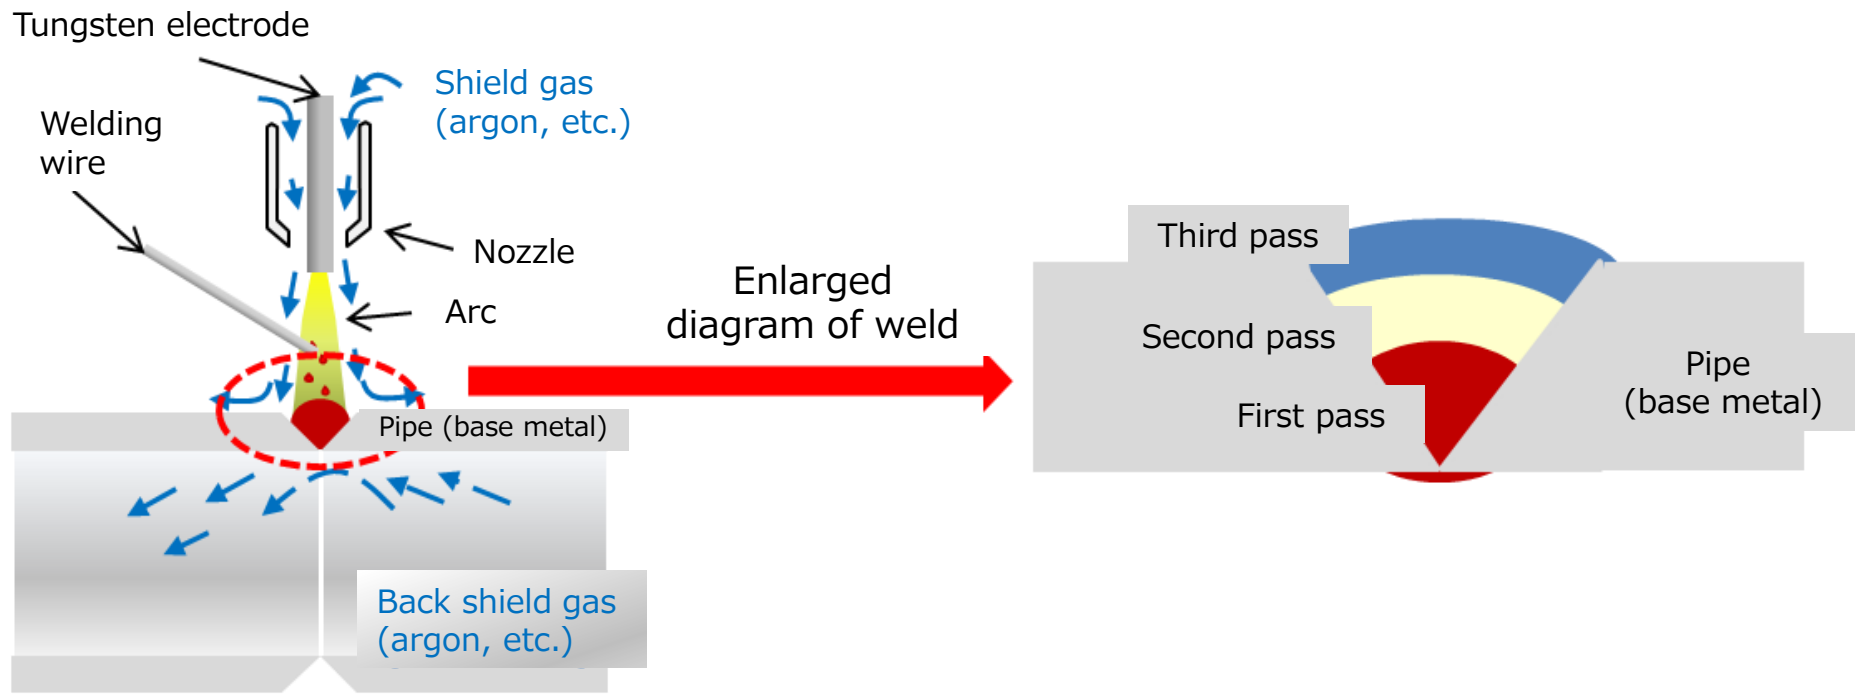 Tungsten electrode
Shield gas
(argon, etc.)
Welding
wire
Nozzle
Arc
Pipe (base metal)
Back shield gas
(argon, etc.)
Enlarged
diagram of weld
Third pass
Second pass
First pass
Pipe
(base metal)